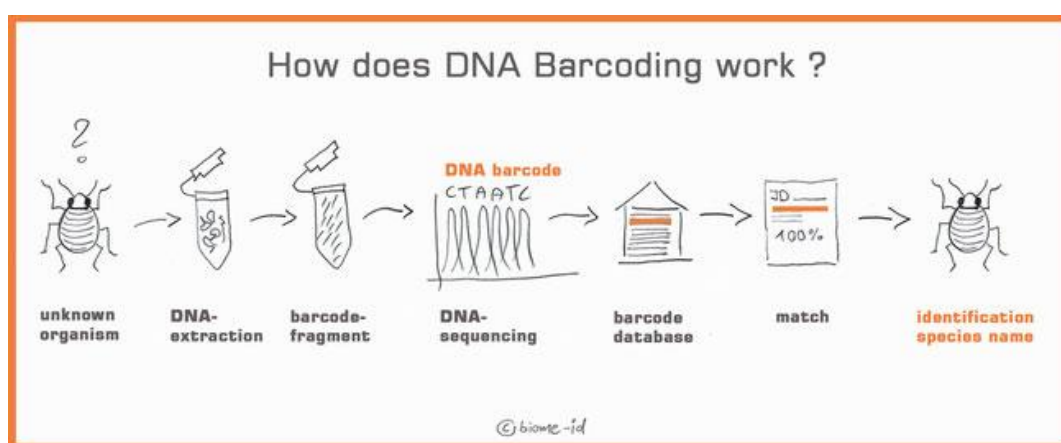 How does DNA Barcoding work ?
?
DNA barcode
CTAATC
ID
100%
unknown
organism
DNA-
extraction
barcode-
fragment
DNA-
sequencing
barcode
database
match
identification
species name
©biome-id